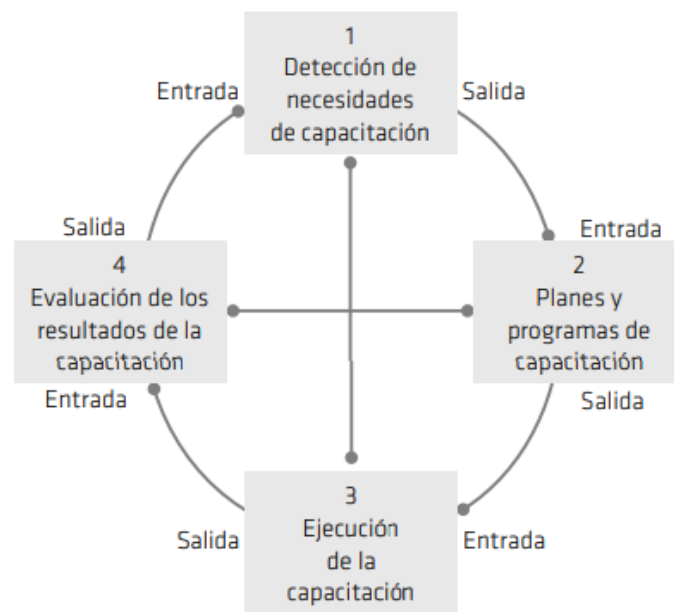 1
Detección de
necesidades
de capacitación
Entrada
Salida
Salida
Entrada
4
Evaluación de los
resultados de la
capacitación
2
Planes y
programas de
capacitación
Entrada
Salida
3
Ejecución
de la
capacitación
Salida
Entrada